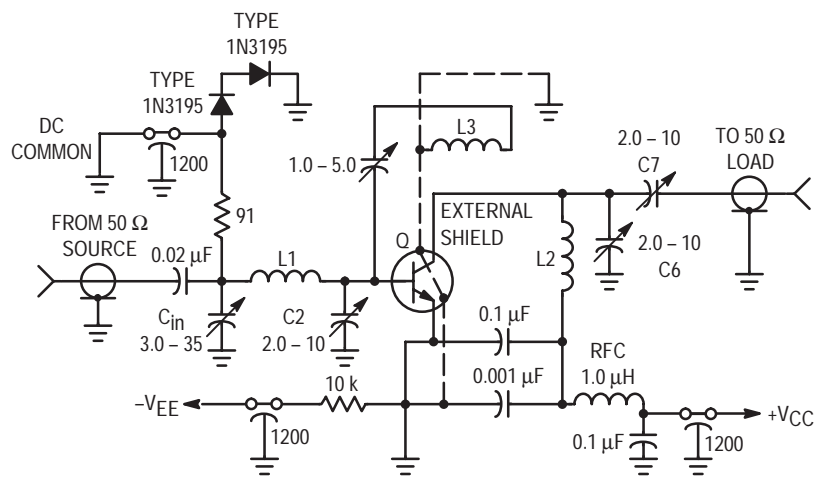 TYPE
1N3195
TYPE
1N3195
DC
COMMON
1200
L3
1.0 – 5.0
2.0 – 10
C7
TO 50 Ω
LOAD
91
FROM 50 Ω
SOURCE
0.02 µF
L1
Q
EXTERNAL
SHIELD
L2
2.0 – 10
C6
Cin
3.0 – 35
C2
2.0 – 10
0.1 µF
RFC
1.0 µH
0.001 µF
10 k
–VEE
1200
+VCC
0.1 µF
1200